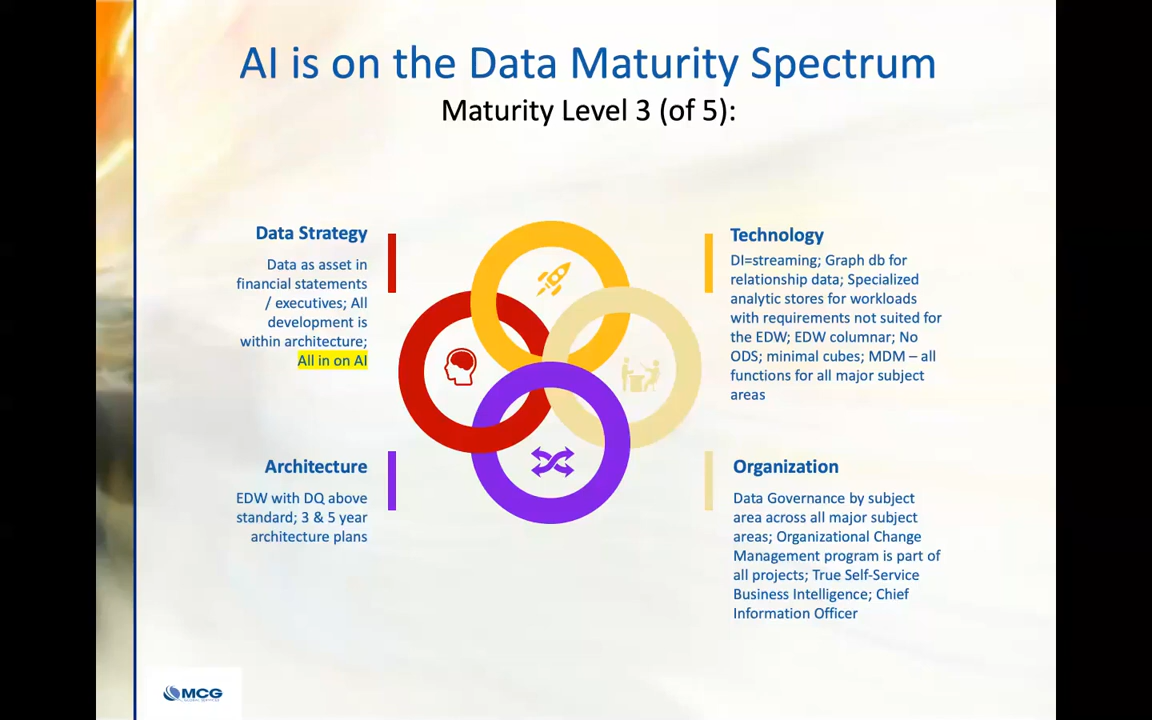 AI is on the Data Maturity Spectrum
Maturity Level 3 (of 5):
Data Strategy
Data as asset in
financial statements
/ executives; All
development is
within architecture;
All in on AI
Technology
DI=streaming; Graph db for
relationship data; Specialized
analytic stores for workloads
with requirements not suited for
the EDW; EDW columnar; No
ODS; minimal cubes; MDM – all
functions for all major subject
areas
Architecture
EDW with DQ above
standard; 3 & 5 year
architecture plans
Organization
Data Governance by subject
area across all major subject
areas; Organizational Change
Management program is part of
all projects; True Self-Service
Business Intelligence; Chief
Information Officer
MCG